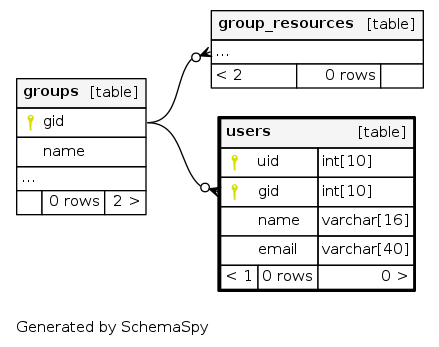 group_resources [table]
...
< 2 0 rows
groups [table]
gid
name
...
0 rows 2 >
users [table]
uid int[10]
gid int[10]
name varchar[16]
email varchar[40]
< 1 0 rows 0 >
Generated by SchemaSpy